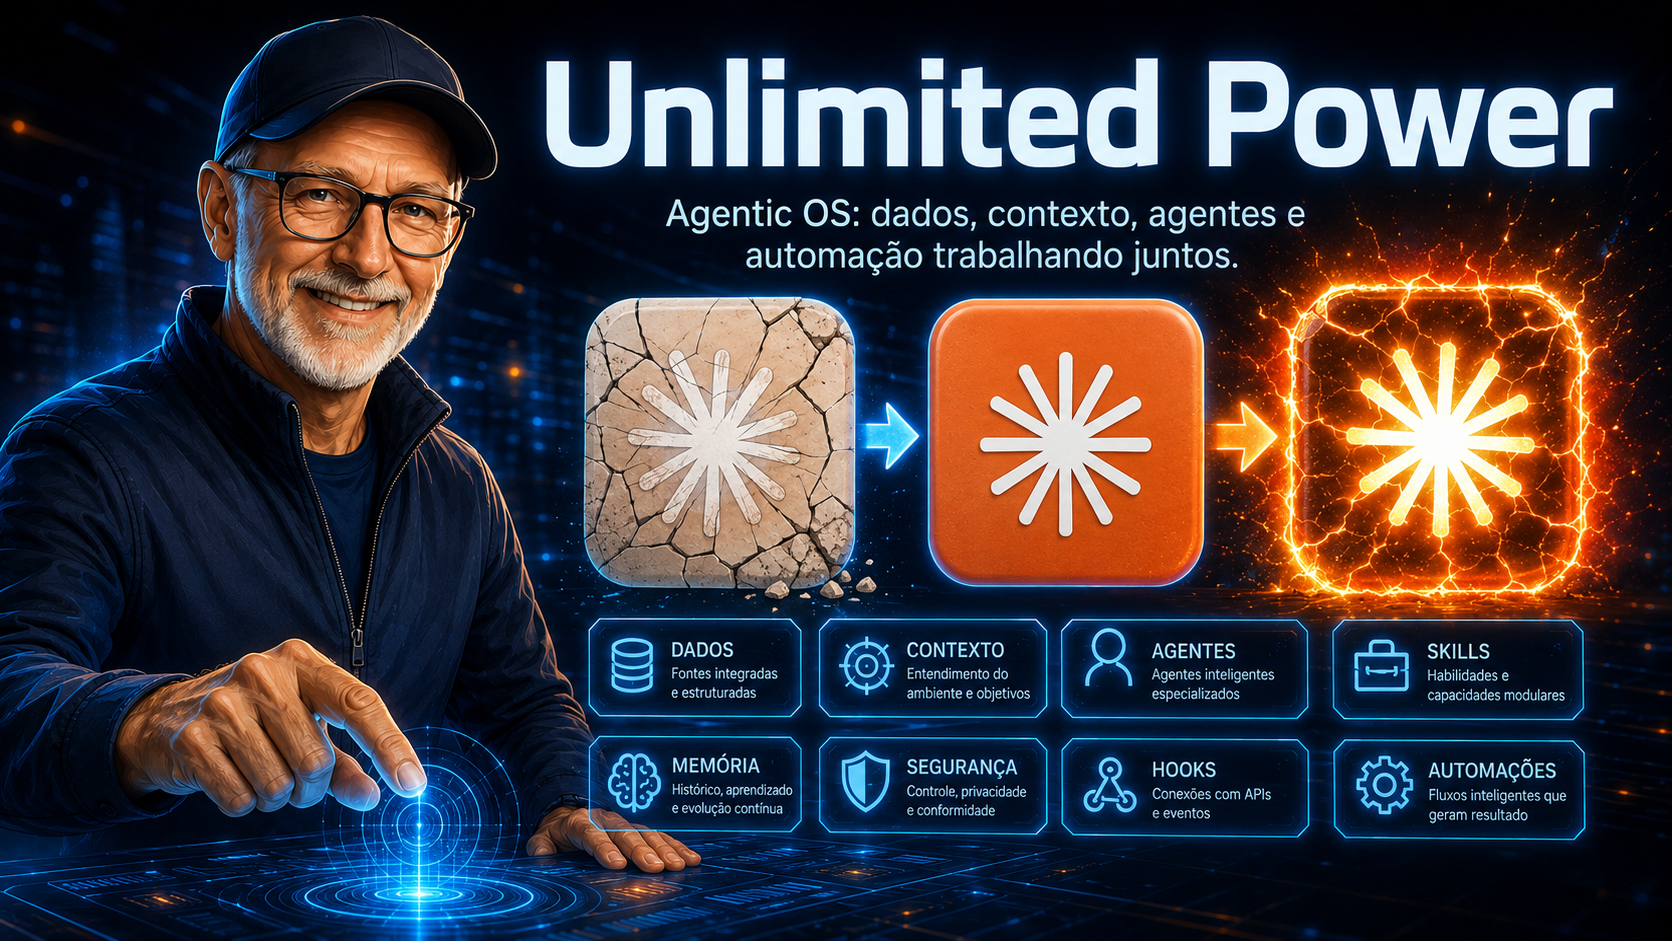 Unlimited Power
Agentic OS: dados, contexto, agentes e
automação trabalhando juntos.
DADOS
Fontes integradas
e estruturadas
CONTEXTO
Entendimento do
ambiente e objetivos
AGENTES
Agentes inteligentes
especializados
SKILLS
Habilidades e
capacidades modulares
MEMÓRIA
Histórico, aprendizado
e evolução contínua
SEGURANÇA
Controle, privacidade
e conformidade
HOOKS
Conexões com APIs
e eventos
AUTOMAÇÕES
Fluxos inteligentes que
geram resultado